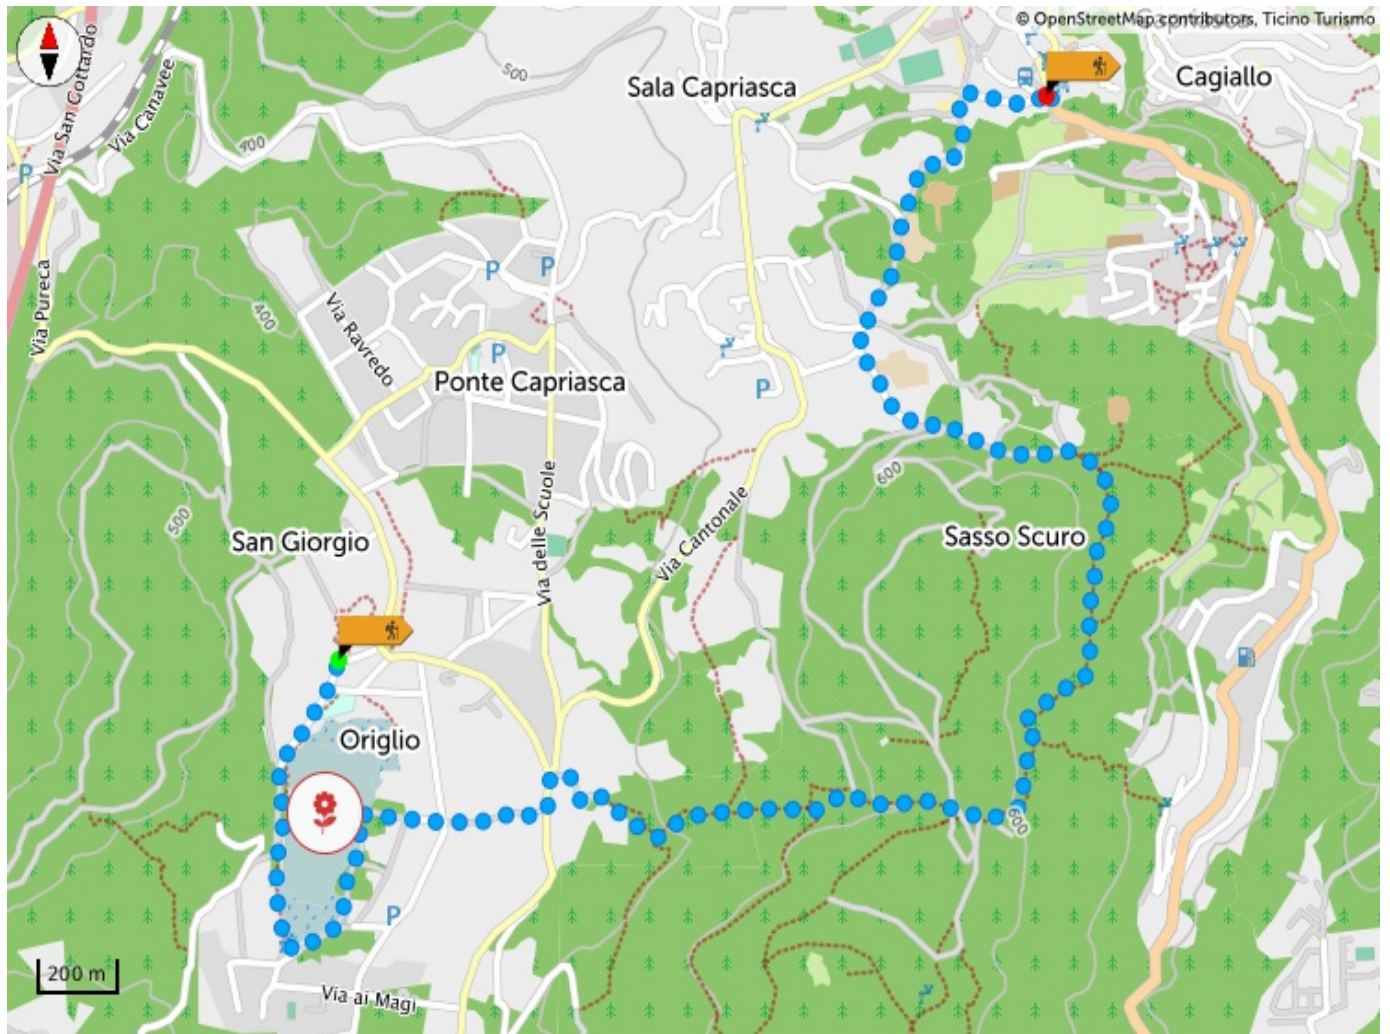 © OpenStreetMap contributors, Ticino Turismo
Via San Gottardo
Via Canavee
500
Sala Capriasca
Cagiallo
P
400
Via Pureca
400
P
P
Via Ravredo
P
Ponte Capriasca
P
600
Via delle Scuole
500
San Giorgio
Via Cantonale
Sasso Scuro
Origlio
600
P
200 m
Via ai Magi